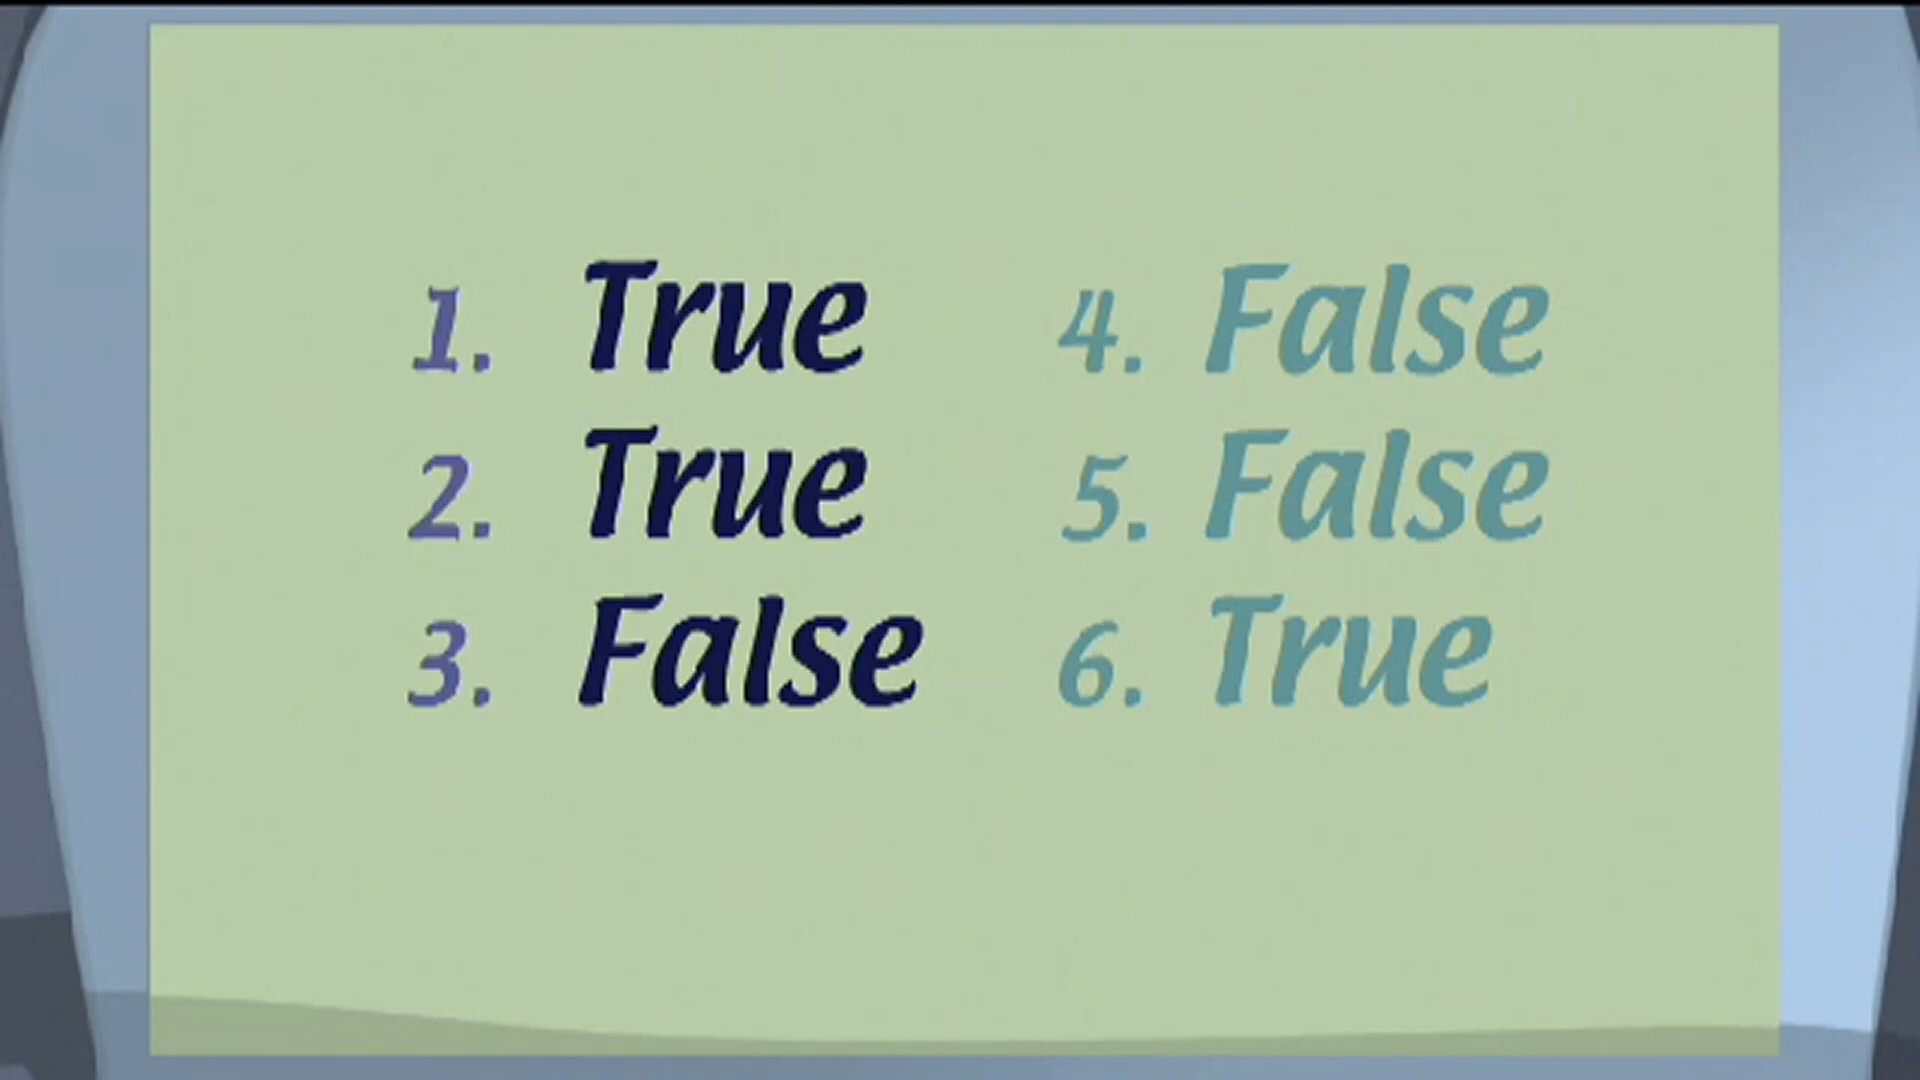 1. True
2. True
3. False
4. False
5. False
6. True